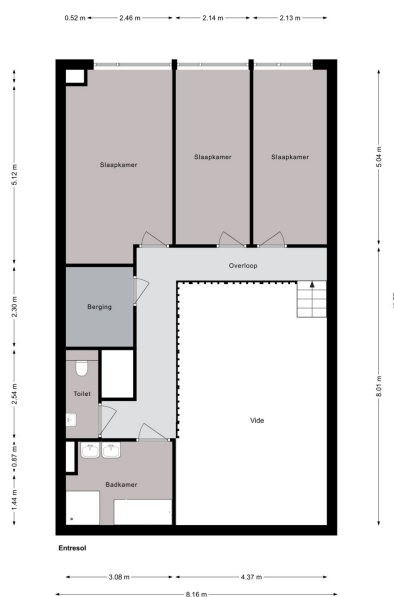 0.52 m 2.46 m 2.14 m 2.13 m
Slaapkamer
Slaapkamer
Slaapkamer
5.12 m
5.04 m
Overloop
Berging
2.30 m
Toilet
2.54 m
Vide
8.01 m
0.87 m
Badkamer
1.44 m
Entresol
3.08 m 4.37 m
8.16 m